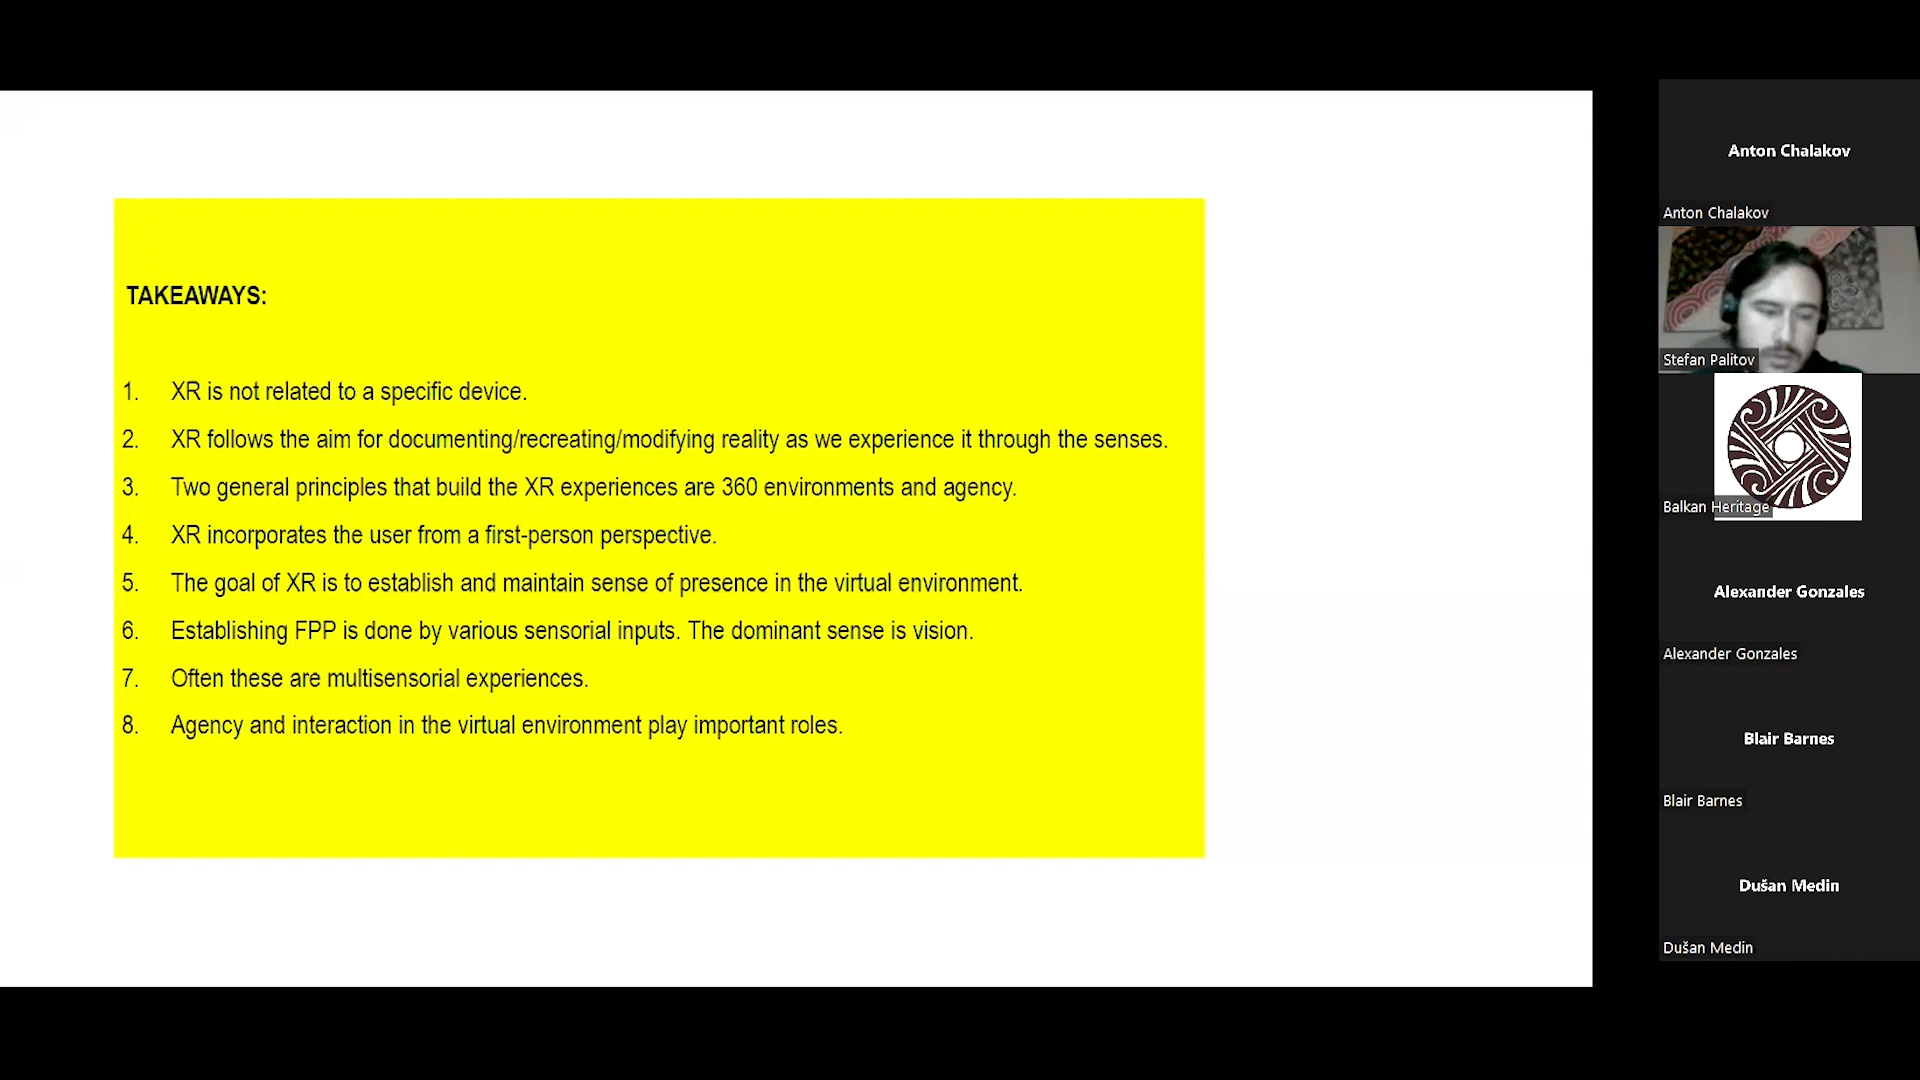 TAKEAWAYS:
1. XR is not related to a specific device.
2. XR follows the aim for documenting/recreating/modifying reality as we experience it through the senses.
3. Two general principles that build the XR experiences are 360 environments and agency.
4. XR incorporates the user from a first-person perspective.
5. The goal of XR is to establish and maintain sense of presence in the virtual environment.
6. Establishing FPP is done by various sensorial inputs. The dominant sense is vision.
7. Often these are multisensorial experiences.
8. Agency and interaction in the virtual environment play important roles.
Anton Chalakov
Anton Chalakov
Stefan Palitov
Balkan Heritage
Alexander Gonzales
Alexander Gonzales
Blair Barnes
Blair Barnes
Dušan Medin
Dušan Medin